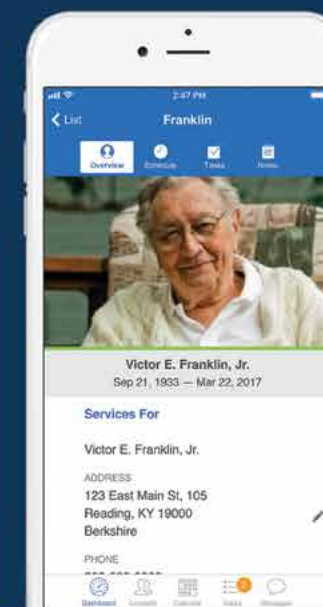 2:47 PM
List
Franklin
Overview
Schedule
Tasks
Notes
Victor E. Franklin, Jr.
Sep 21, 1933 — Mar 22, 2017
Services For
Victor E. Franklin, Jr.
ADDRESS
123 East Main St, 105
Reading, KY 19000
Berkshire
PHONE
Dashboard
Contacts
Calendar
Messages